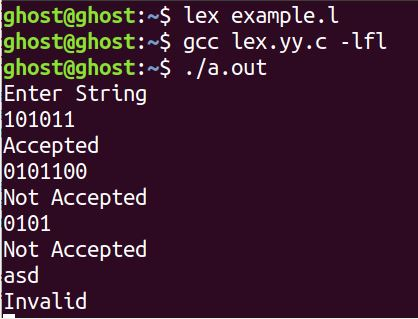 ghost@ghost:~$ lex example.l
ghost@ghost:~$ gcc lex.yy.c -lfl
ghost@ghost:~$ ./a.out
Enter String
101011
Accepted
0101100
Not Accepted
0101
Not Accepted
asd
Invalid